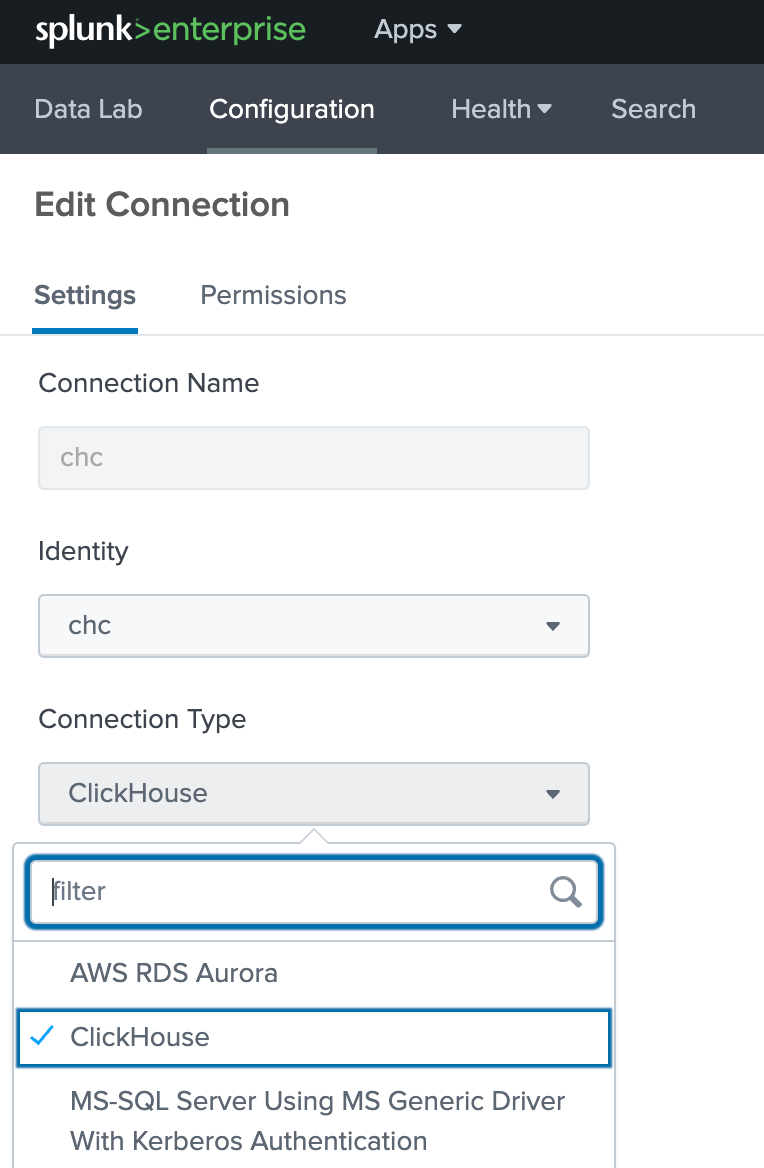 splunk>enterprise Apps
Data Lab Configuration Health Search
Edit Connection
Settings Permissions
Connection Name
chc
Identity
chc
Connection Type
ClickHouse
filter
AWS RDS Aurora
ClickHouse
MS-SQL Server Using MS Generic Driver
With Kerberos Authentication